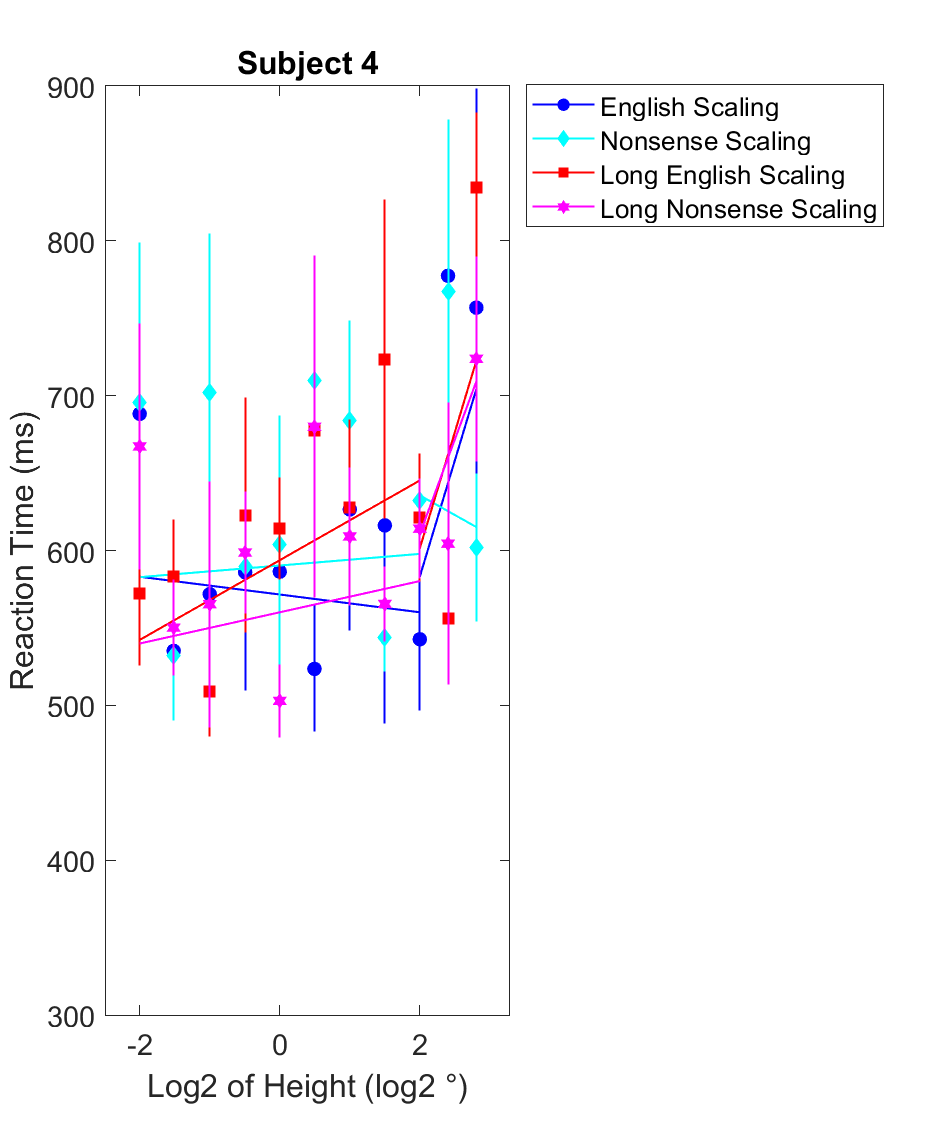 Subject 4
900
800
700
600
500
400
300
-2
0
2
Reaction Time (ms)
Log2 of Height (log2 °)
English Scaling
Nonsense Scaling
Long English Scaling
Long Nonsense Scaling